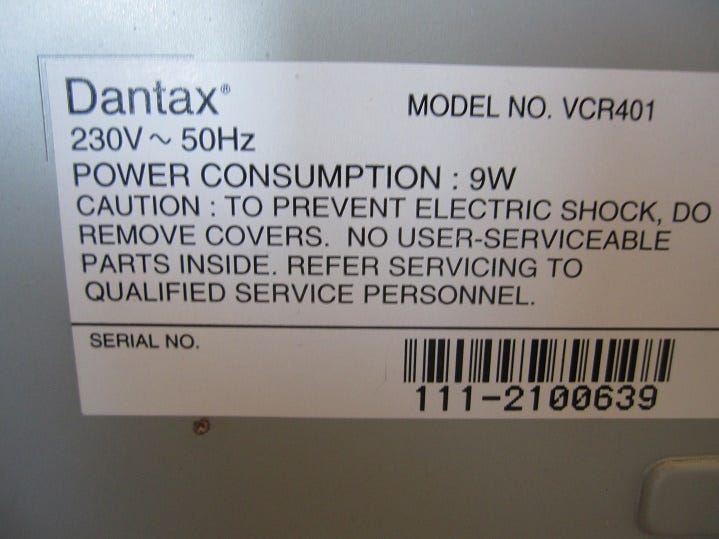 Dantax®
MODEL NO. VCR401
230V ~ 50Hz
POWER CONSUMPTION : 9W
CAUTION : TO PREVENT ELECTRIC SHOCK, DO
REMOVE COVERS. NO USER-SERVICEABLE
PARTS INSIDE. REFER SERVICING TO
QUALIFIED SERVICE PERSONNEL.
SERIAL NO.
111-2100639